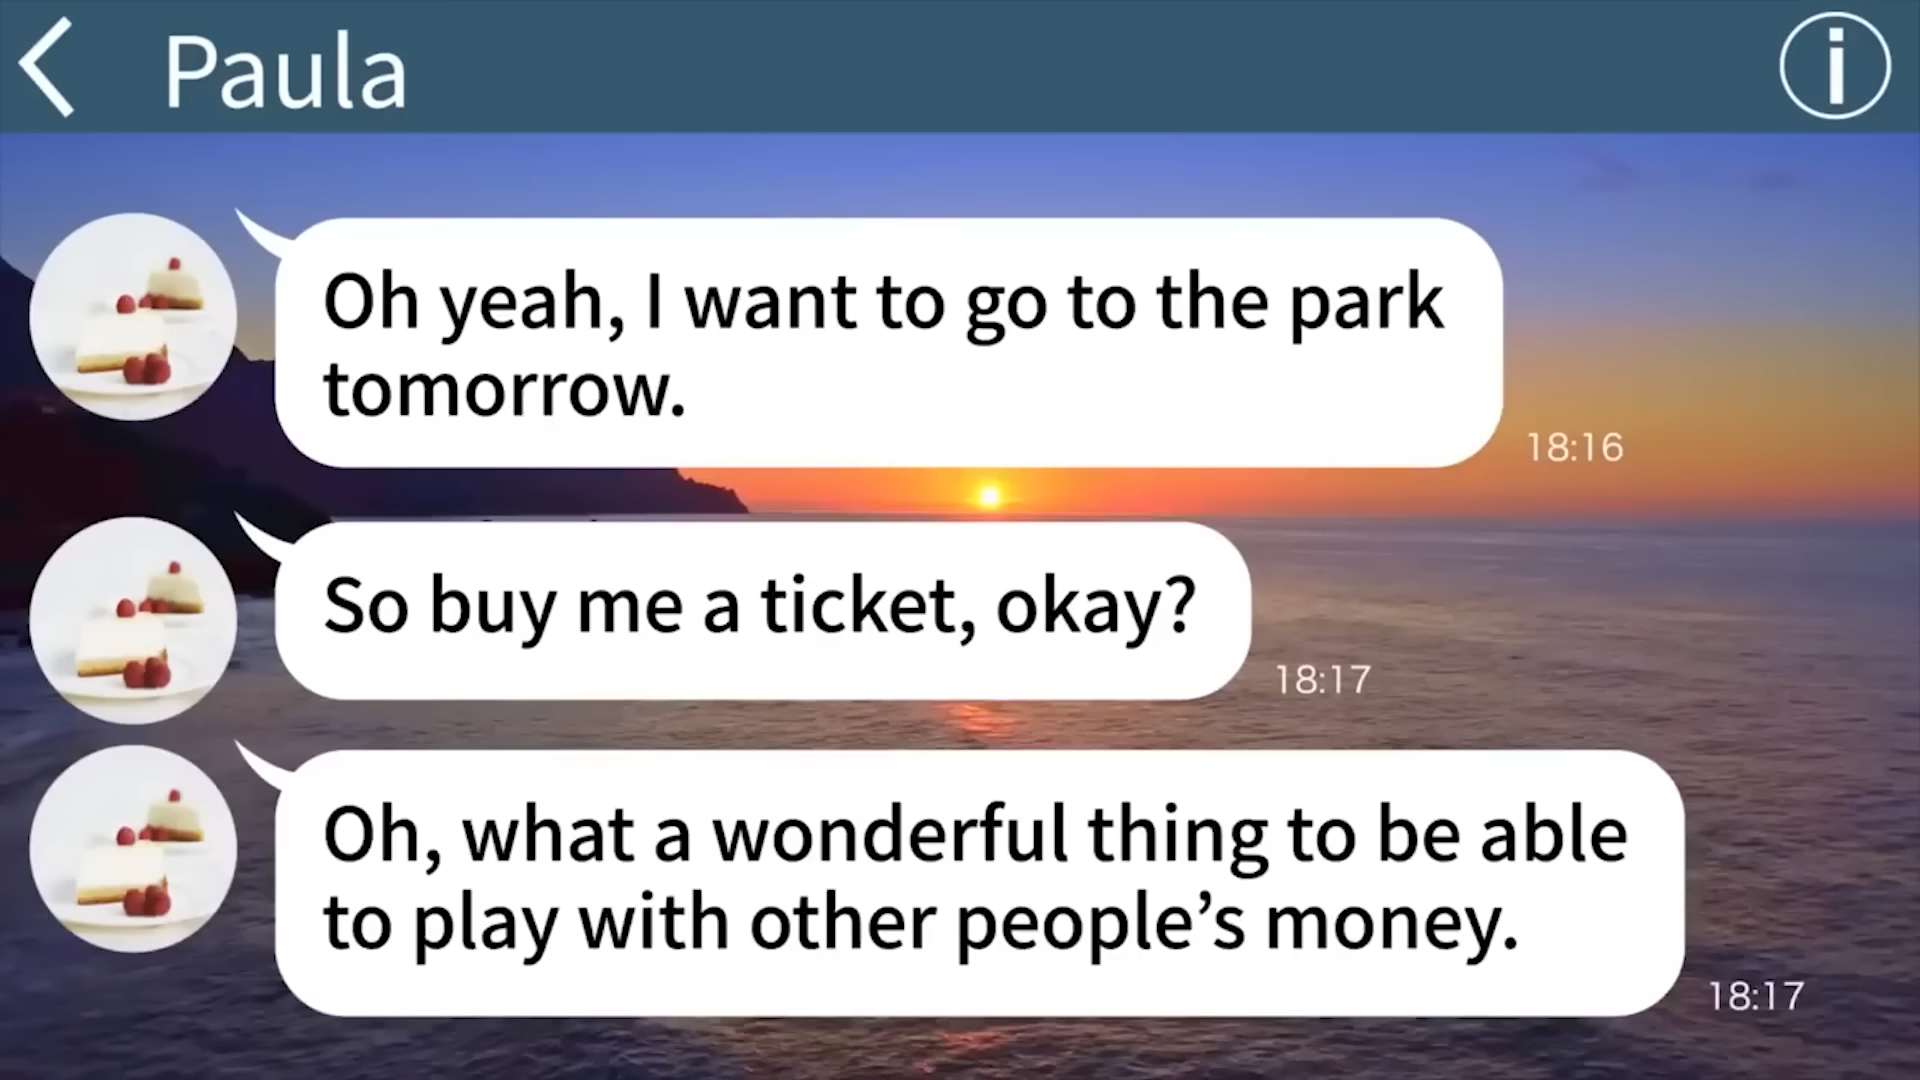 Paula
Oh yeah, I want to go to the park
tomorrow.
18:16
So buy me a ticket, okay?
18:17
Oh, what a wonderful thing to be able
to play with other people’s money.
18:17